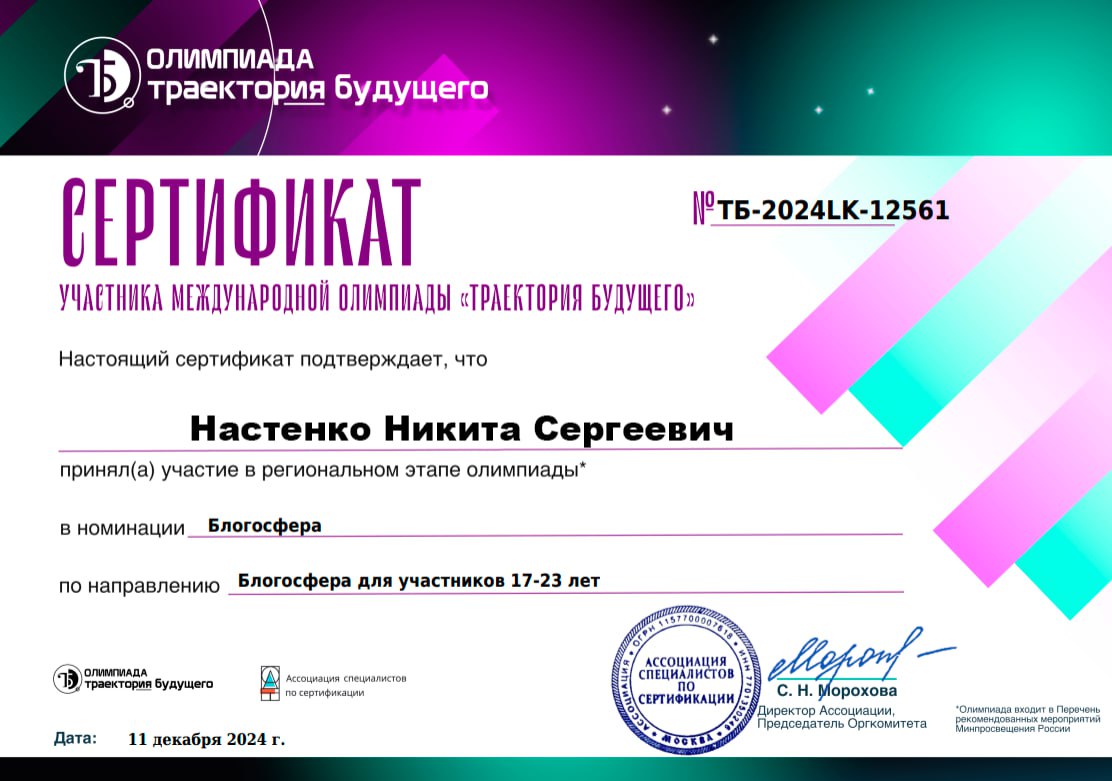 ОЛИМПИАДА
траектория будущего
СЕРТИФИКАТ
№ТБ-2024LK-12561
УЧАСТНИКА МЕЖДУНАРОДНОЙ ОЛИМПИАДЫ «ТРАЕКТОРИЯ БУДУЩЕГО»
Настоящий сертификат подтверждает, что
Настенко Никита Сергеевич
принял(а) участие в региональном этапе олимпиады*
в номинации Блогосфера
по направлению Блогосфера для участников 17-23 лет
ОЛИМПИАДА
траектория будущего
Ассоциация специалистов
по сертификации
АССОЦИАЦИЯ
СПЕЦИАЛИСТОВ
ПО
СЕРТИФИКАЦИИ
АССОЦИАЦИЯ * ОГРН 1157700007618 * ИНН
МОСКВА
С. Н. Морохова
Директор Ассоциации,
Председатель Оргкомитета
*Олимпиада входит в Перечень
рекомендованных мероприятий
Минпросвещения России
Дата: 11 декабря 2024 г.